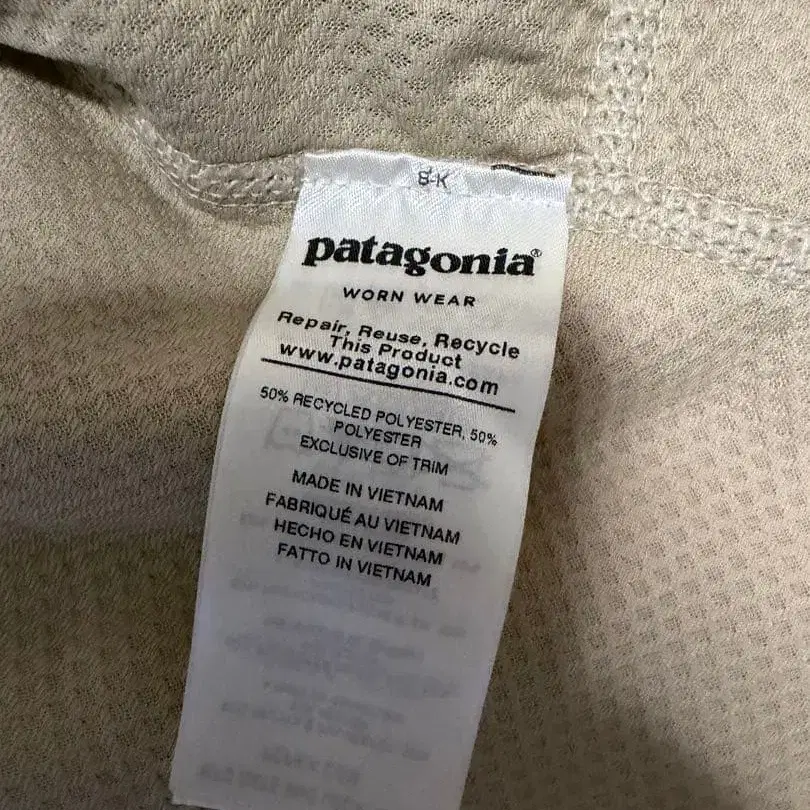 8-K
patagonia®
WORN WEAR
Repair, Reuse, Recycle
This Product
www.patagonia.com
50% RECYCLED POLYESTER, 50%
POLYESTER
EXCLUSIVE OF TRIM
MADE IN VIETNAM
FABRIQUÉ AU VIETNAM
HECHO EN VIETNAM
FATTO IN VIETNAM